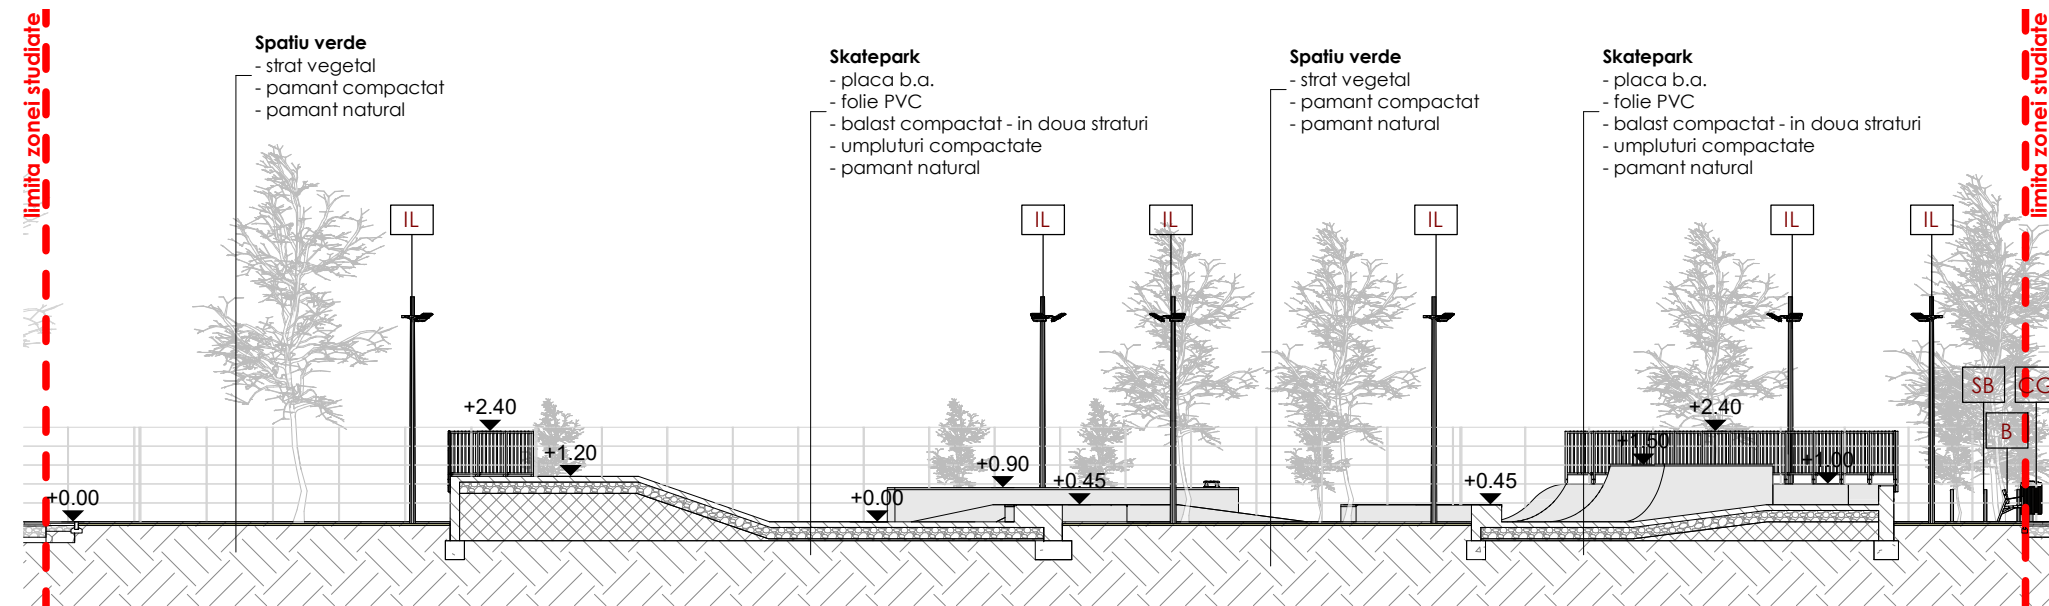 limita zonei studiate
Spatiu verde
- strat vegetal
- pamant compactat
- pamant natural
Skatepark
- placa b.a.
- folie PVC
- balast compactat - in doua straturi
- umpluturi compactate
- pamant natural
Spatiu verde
- strat vegetal
- pamant compactat
- pamant natural
Skatepark
- placa b.a.
- folie PVC
- balast compactat - in doua straturi
- umpluturi compactate
- pamant natural
limita zonei studiate
IL
IL
IL
IL
IL
IL
SB
CG
B
+2.40
+1.20
+0.00
+0.00
+0.90
+0.45
+0.45
+2.40
+1.50
+1.00